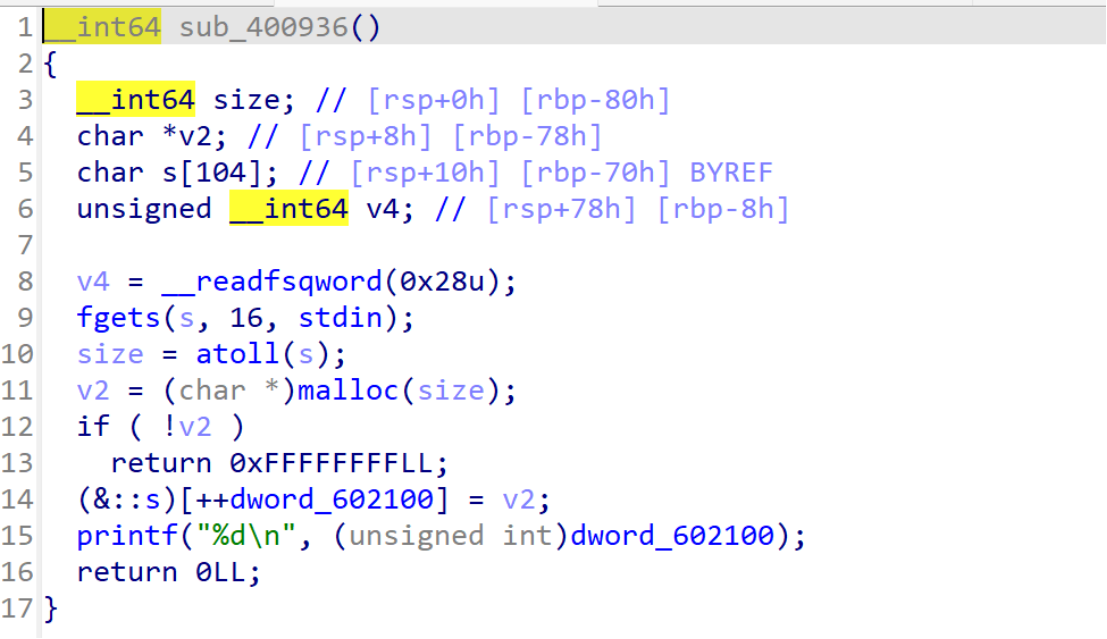 1 __int64 sub_400936()
2 {
3   __int64 size; // [rsp+0h] [rbp-80h]
4   char *v2; // [rsp+8h] [rbp-78h]
5   char s[104]; // [rsp+10h] [rbp-70h] BYREF
6   unsigned __int64 v4; // [rsp+78h] [rbp-8h]
7
8   v4 = __readfsqword(0x28u);
9   fgets(s, 16, stdin);
10   size = atoll(s);
11   v2 = (char *)malloc(size);
12   if ( !v2 )
13     return 0xFFFFFFFFLL;
14   (&::s)[++dword_602100] = v2;
15   printf("%d\n", (unsigned int)dword_602100);
16   return 0LL;
17 }